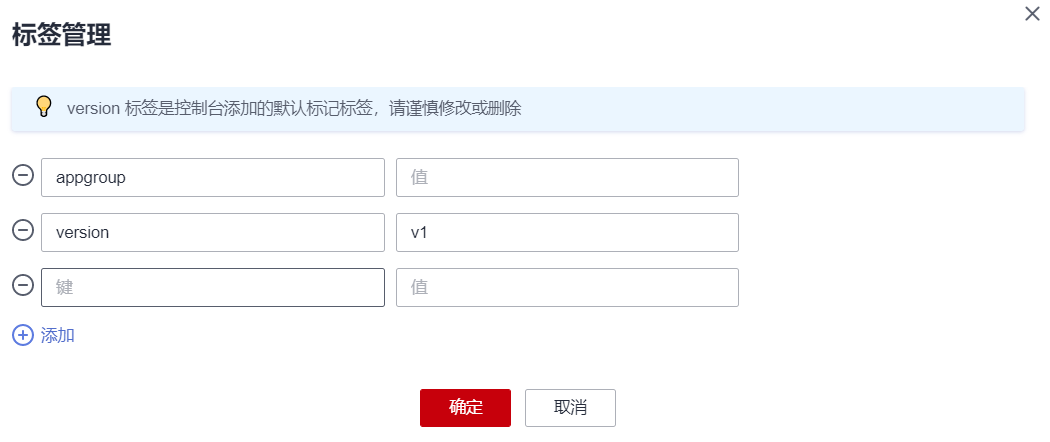 标签管理
version 标签是控制台添加的默认标记标签，请谨慎修改或删除
appgroup 值
version v1
键 值
添加
确定 取消